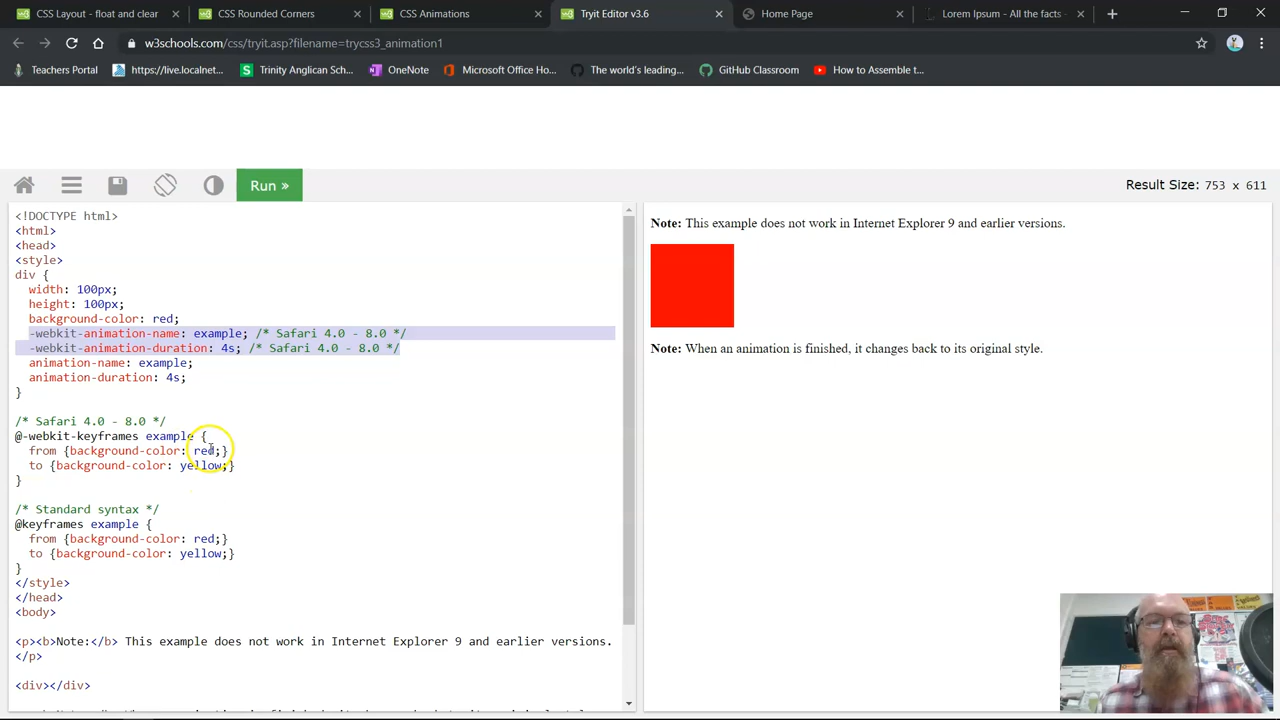 CSS Layout - float and clear
CSS Rounded Corners
CSS Animations
Tryit Editor v3.6
Home Page
Lorem Ipsum - All the facts
w3schools.com/css/tryit.asp?filename=trycss3_animation1
Teachers Portal
https://live.localnet...
Trinity Anglican Sch...
OneNote
Microsoft Office Ho...
The world's leading...
GitHub Classroom
How to Assemble t...
Run »
Result Size: 753 x 611
<!DOCTYPE html>
<html>
<head>
<style>
div {
  width: 100px;
  height: 100px;
  background-color: red;
  -webkit-animation-name: example; /* Safari 4.0 - 8.0 */
  -webkit-animation-duration: 4s; /* Safari 4.0 - 8.0 */
  animation-name: example;
  animation-duration: 4s;
}
/* Safari 4.0 - 8.0 */
@-webkit-keyframes example {
  from {background-color: red;}
  to {background-color: yellow;}
}
/* Standard syntax */
@keyframes example {
  from {background-color: red;}
  to {background-color: yellow;}
}
</style>
</head>
<body>
<p><b>Note:</b> This example does not work in Internet Explorer 9 and earlier versions.
</p>
<div></div>
Note: This example does not work in Internet Explorer 9 and earlier versions.
Note: When an animation is finished, it changes back to its original style.